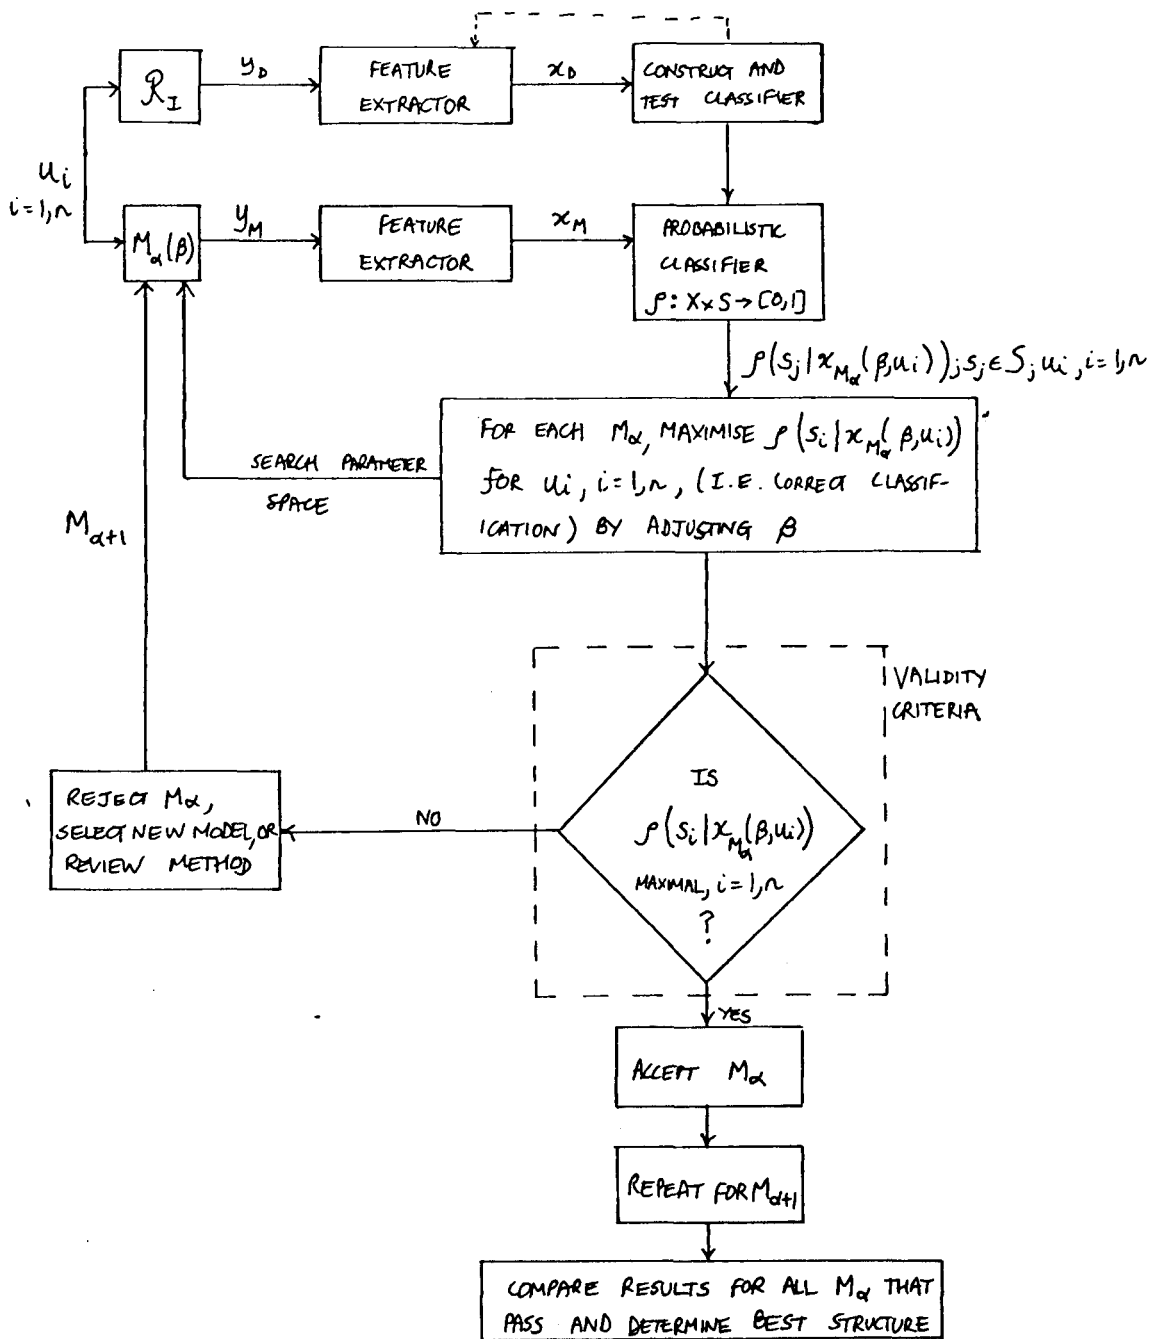 y_D
FEATURE
EXTRACTOR
x_D
CONSTRUCT AND
TEST CLASSIFIER
ℛ_I
u_i
i=1,n
M_α(β)
y_M
FEATURE
EXTRACTOR
x_M
PROBABILISTIC
CLASSIFIER
ρ: X×S→[0,1]
ρ(s_j|x_{M_α}(β,u_i)); s_j ∈ S; u_i, i=1,n
FOR EACH M_α, MAXIMISE ρ(s_i|x_{M_α}(β,u_i))
FOR u_i, i=1,n, (I.E. CORRECT CLASSIF-
ICATION) BY ADJUSTING β
SEARCH PARAMETER
SPACE
M_{α+1}
VALIDITY
CRITERIA
IS
ρ(s_i|x_{M_α}(β,u_i))
MAXIMAL, i=1,n
?
NO
REJECT M_α,
SELECT NEW MODEL, OR
REVIEW METHOD
YES
ACCEPT M_α
REPEAT FOR M_{α+1}
COMPARE RESULTS FOR ALL M_α THAT
PASS AND DETERMINE BEST STRUCTURE